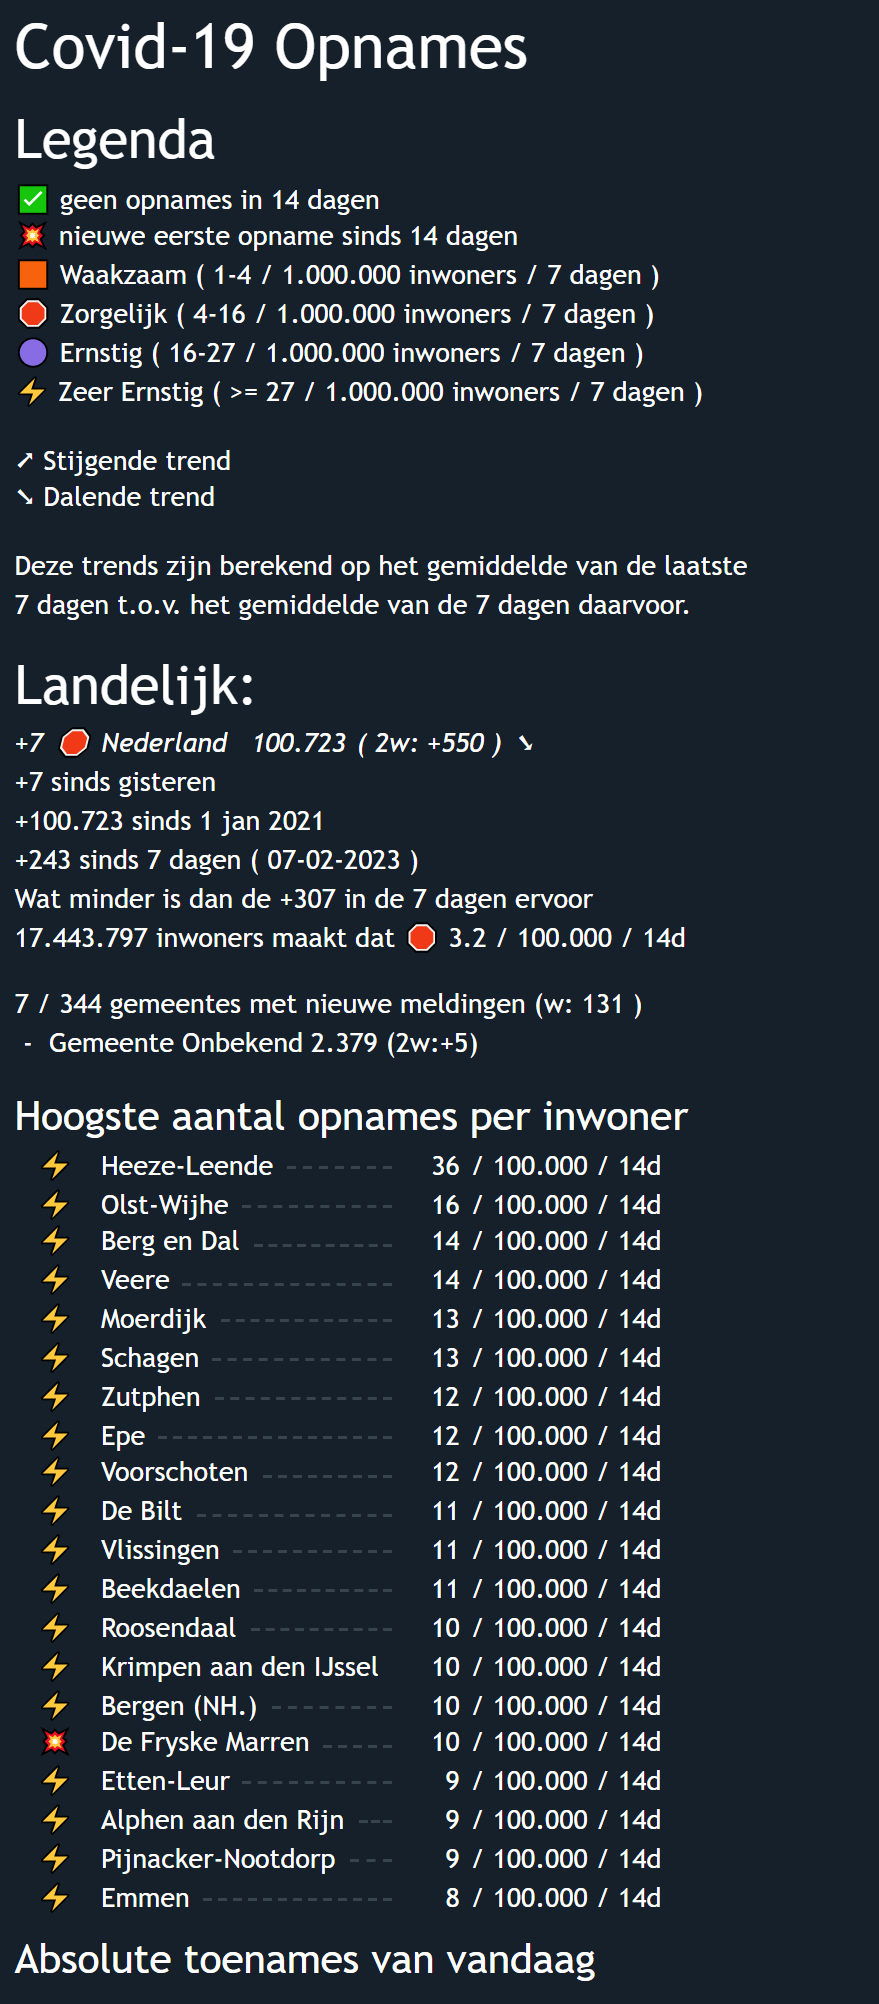 Covid-19 Opnames
Legenda
✅ geen opnames in 14 dagen
💥 nieuwe eerste opname sinds 14 dagen
🟧 Waakzaam ( 1-4 / 1.000.000 inwoners / 7 dagen )
🛑 Zorgelijk ( 4-16 / 1.000.000 inwoners / 7 dagen )
🟣 Ernstig ( 16-27 / 1.000.000 inwoners / 7 dagen )
⚡ Zeer Ernstig ( >= 27 / 1.000.000 inwoners / 7 dagen )
➚ Stijgende trend
➘ Dalende trend
Deze trends zijn berekend op het gemiddelde van de laatste
7 dagen t.o.v. het gemiddelde van de 7 dagen daarvoor.
Landelijk:
+7 🛑 Nederland 100.723 ( 2w: +550 ) ➘
+7 sinds gisteren
+100.723 sinds 1 jan 2021
+243 sinds 7 dagen ( 07-02-2023 )
Wat minder is dan de +307 in de 7 dagen ervoor
17.443.797 inwoners maakt dat 🛑 3.2 / 100.000 / 14d
7 / 344 gemeentes met nieuwe meldingen (w: 131 )
- Gemeente Onbekend 2.379 (2w:+5)
Hoogste aantal opnames per inwoner
⚡ Heeze-Leende -------- 36 / 100.000 / 14d
⚡ Olst-Wijhe ------------ 16 / 100.000 / 14d
⚡ Berg en Dal ----------- 14 / 100.000 / 14d
⚡ Veere ---------------- 14 / 100.000 / 14d
⚡ Moerdijk ------------- 13 / 100.000 / 14d
⚡ Schagen -------------- 13 / 100.000 / 14d
⚡ Zutphen -------------- 12 / 100.000 / 14d
⚡ Epe ------------------ 12 / 100.000 / 14d
⚡ Voorschoten ---------- 12 / 100.000 / 14d
⚡ De Bilt --------------- 11 / 100.000 / 14d
⚡ Vlissingen ------------ 11 / 100.000 / 14d
⚡ Beekdaelen ----------- 11 / 100.000 / 14d
⚡ Roosendaal ----------- 10 / 100.000 / 14d
⚡ Krimpen aan den IJssel 10 / 100.000 / 14d
⚡ Bergen (NH.) --------- 10 / 100.000 / 14d
💥 De Fryske Marren ----- 10 / 100.000 / 14d
⚡ Etten-Leur ------------ 9 / 100.000 / 14d
⚡ Alphen aan den Rijn --- 9 / 100.000 / 14d
⚡ Pijnacker-Nootdorp --- 9 / 100.000 / 14d
⚡ Emmen --------------- 8 / 100.000 / 14d
Absolute toenames van vandaag